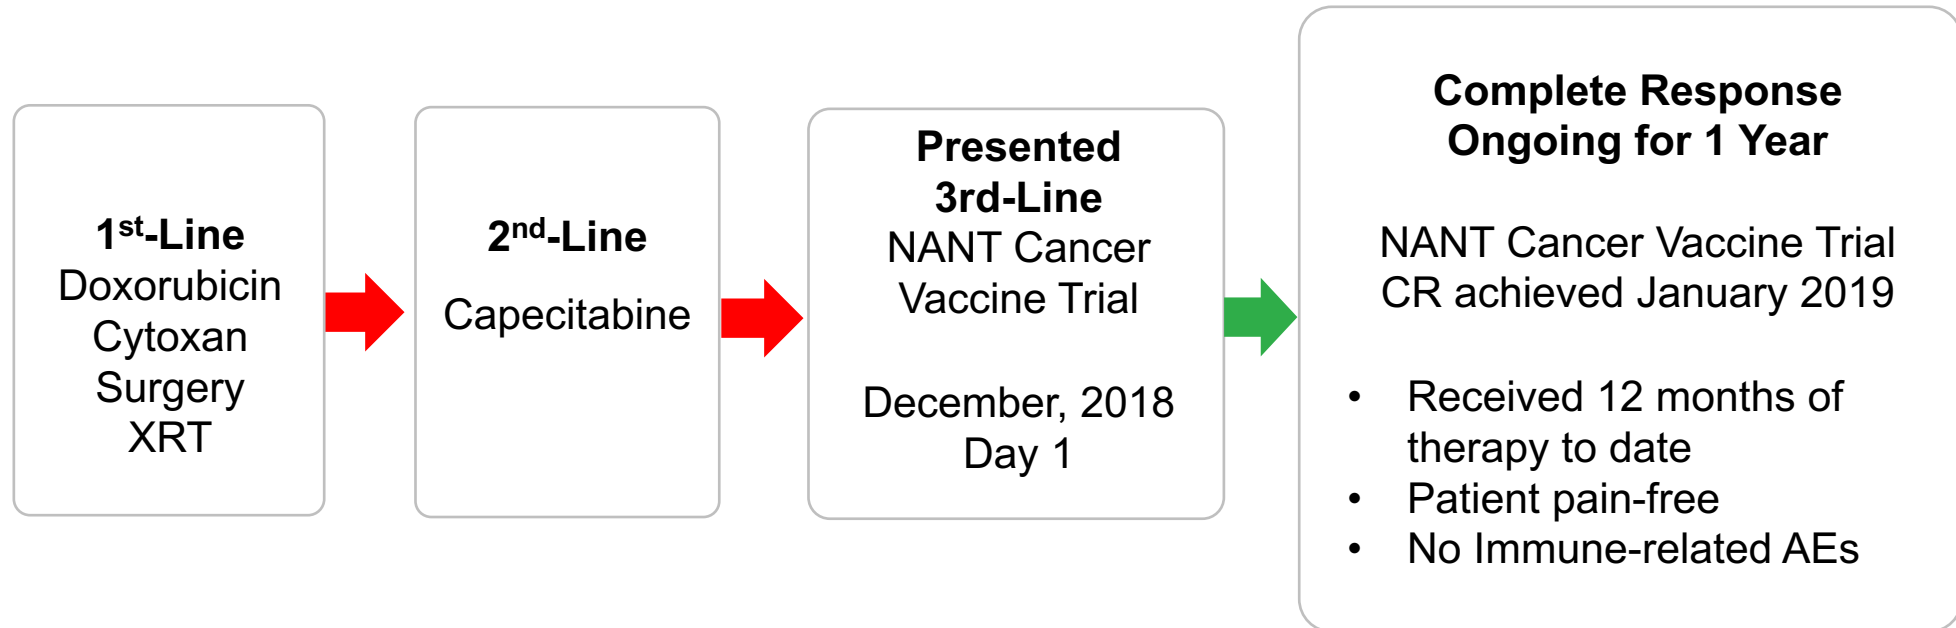 1st-Line
Doxorubicin
Cytoxan
Surgery
XRT
2nd-Line
Capecitabine
Presented
3rd-Line
NANT Cancer
Vaccine Trial
December, 2018
Day 1
Complete Response
Ongoing for 1 Year
NANT Cancer Vaccine Trial
CR achieved January 2019
• Received 12 months of
therapy to date
• Patient pain-free
• No Immune-related AEs